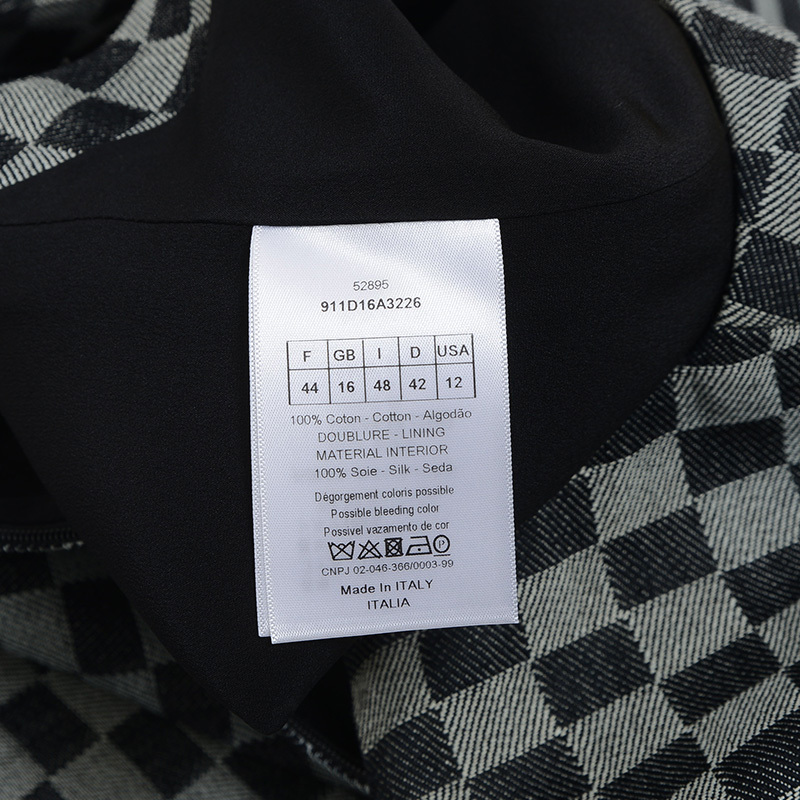 52895
911D16A3226
F GB I D USA
44 16 48 42 12
100% Coton - Cotton - Algodão
DOUBLURE - LINING
MATERIAL INTERIOR
100% Soie - Silk - Seda
Dégorgement coloris possible
Possible bleeding color
Possivel vazamento de cor
P
CNPJ 02-046-366/0003-99
Made In ITALY
ITALIA